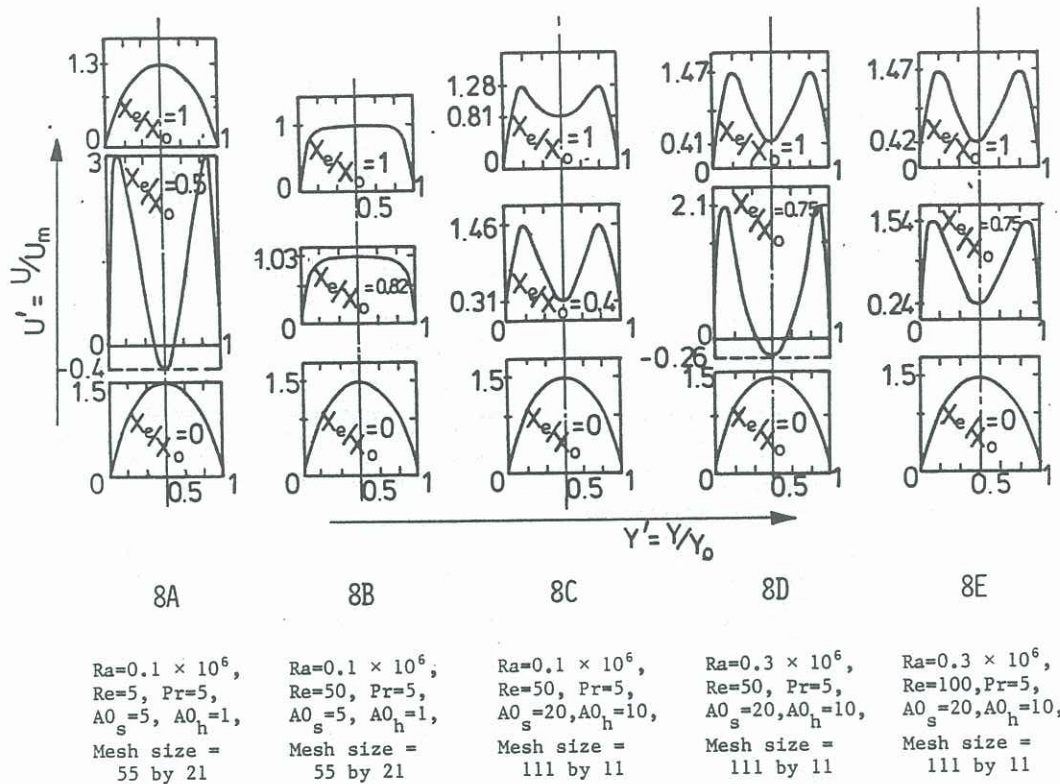 U' = U/Um
1.3
0
Xe/Xo=1
1
3
Xe/Xo=0.5
0
1
-0.4
1.5
Xe/Xo=0
0
0.5
1
1
0
Xe/Xo=1
0.5
1
1.03
0
Xe/Xo=0.82
1
1.5
Xe/Xo=0
0
0.5
1
1.28
0.81
0
Xe/Xo=1
1
1.46
0.31
Xe/Xo=0.4
0
1
1.5
Xe/Xo=0
0
0.5
1
1.47
0.41
0
Xe/Xo=1
1
2.1
Xe/Xo=0.75
0
1
-0.26
1.5
Xe/Xo=0
0
0.5
1
1.47
0.42
0
Xe/Xo=1
1
1.54
0.24
Xe/Xo=0.75
1
1.5
Xe/Xo=0
0
0.5
1
Y'=Y/Yo
8A 8B 8C 8D 8E
Ra=0.1 × 10⁶,
Re=5, Pr=5,
AOs=5, AOh=1,
Mesh size =
55 by 21
Ra=0.1 × 10⁶,
Re=50, Pr=5,
AOs=5, AOh=1,
Mesh size =
55 by 21
Ra=0.1 × 10⁶,
Re=50, Pr=5,
AOs=20,AOh=10,
Mesh size =
111 by 11
Ra=0.3 × 10⁶,
Re=50, Pr=5,
AOs=20,AOh=10,
Mesh size =
111 by 11
Ra=0.3 × 10⁶,
Re=100,Pr=5,
AOs=20,AOh=10,
Mesh size =
111 by 11